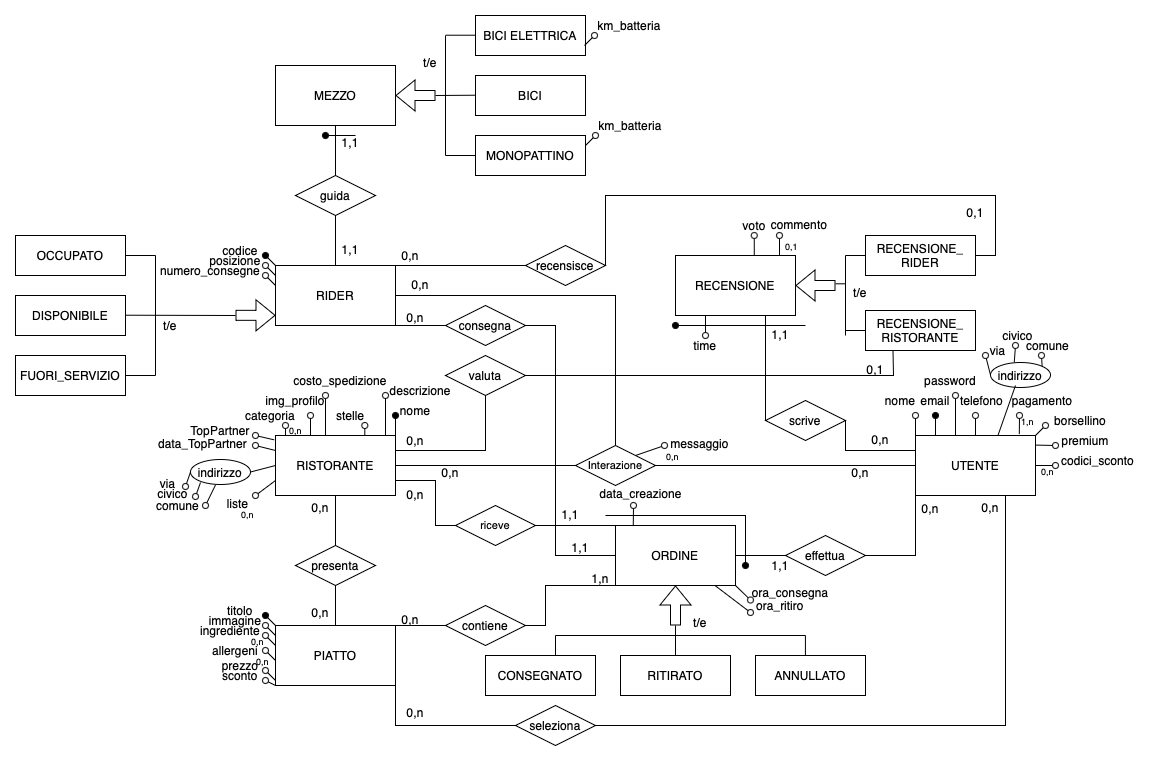 BICI ELETTRICA
km_batteria
t/e
MEZZO
BICI
km_batteria
1,1
MONOPATTINO
guida
0,1
voto
commento
0,1
OCCUPATO
codice
posizione
numero_consegne
1,1
0,n
recensisce
RECENSIONE_
RIDER
RECENSIONE
RIDER
0,n
t/e
DISPONIBILE
t/e
0,n
consegna
RECENSIONE_
RISTORANTE
1,1
time
civico
via
comune
FUORI_SERVIZIO
valuta
0,1
indirizzo
costo_spedizione
descrizione
password
img_profilo
nome
nome
email
telefono
pagamento
categoria
0,n
stelle
scrive
1,n
borsellino
TopPartner
data_TopPartner
0,n
0,n
premium
messaggio
0,n
indirizzo
RISTORANTE
0,n
Interazione
0,n
UTENTE
codici_sconto
0,n
via
civico
comune
liste
0,n
0,n
0,n
data_creazione
0,n
0,n
1,1
riceve
1,1
ORDINE
1,1
effettua
presenta
1,n
ora_consegna
ora_ritiro
titolo
immagine
ingrediente
0,n
allergeni
0,n
prezzo
sconto
0,n
0,n
contiene
t/e
PIATTO
CONSEGNATO
RITIRATO
ANNULLATO
0,n
seleziona